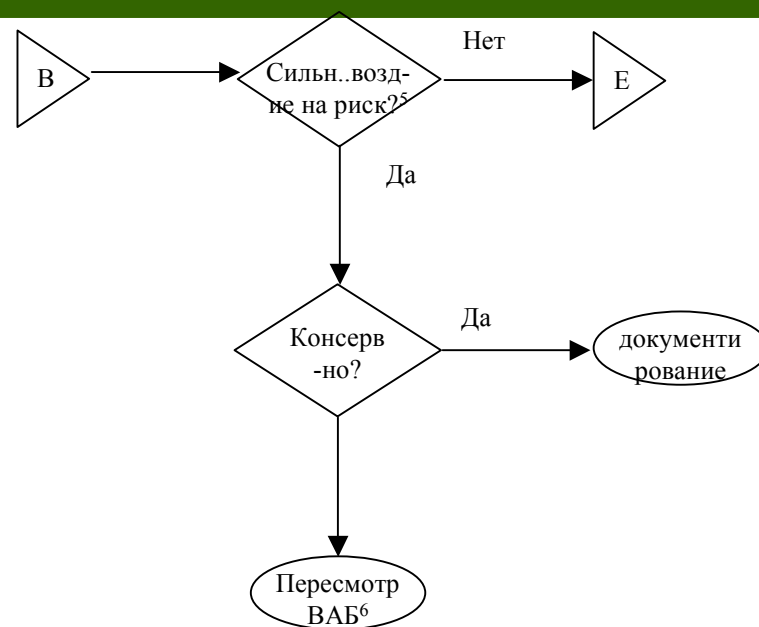 В
Сильн..возд-
ие на риск?⁵
Нет
Е
Да
Консерв
-но?
Да
документи
рование
Пересмотр
ВАБ⁶